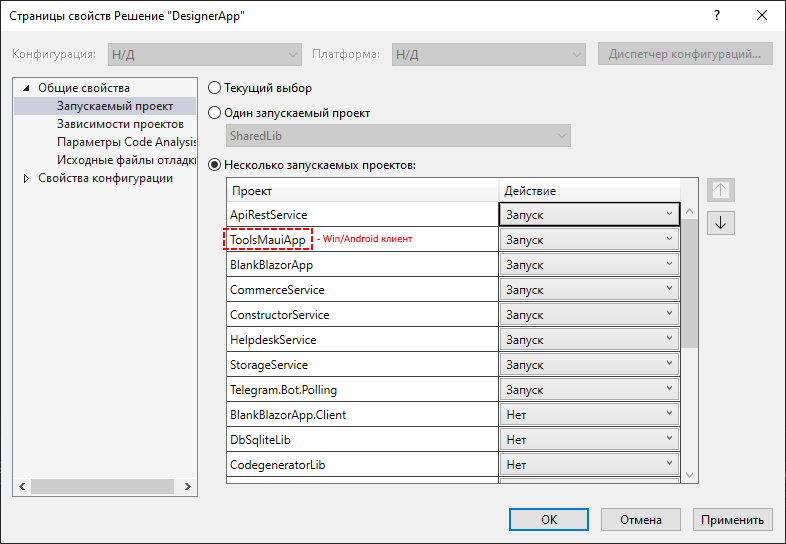 Страницы свойств Решение "DesignerApp"
Конфигурация: Н/Д Платформа: Н/Д Диспетчер конфигураций...
Общие свойства
Запускаемый проект
Зависимости проектов
Параметры Code Analysis
Исходные файлы отладки
Свойства конфигурации
Текущий выбор
Один запускаемый проект
SharedLib
Несколько запускаемых проектов:
Проект Действие
ApiRestService Запуск
ToolsMauiApp - Win/Android клиент Запуск
BlankBlazorApp Запуск
CommerceService Запуск
ConstructorService Запуск
HelpdeskService Запуск
StorageService Запуск
Telegram.Bot.Polling Запуск
BlankBlazorApp.Client Нет
DbSqliteLib Нет
CodegeneratorLib Нет
ОК Отмена Применить